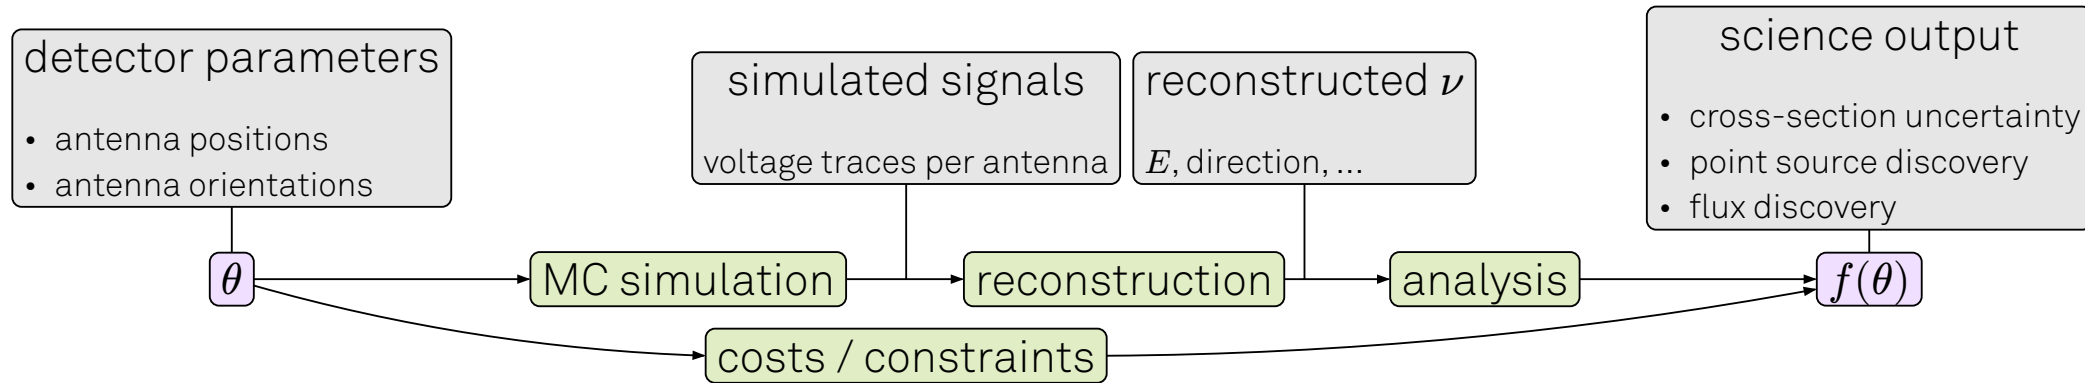 detector parameters
• antenna positions
• antenna orientations
simulated signals
voltage traces per antenna
reconstructed ν
E, direction, ...
science output
• cross-section uncertainty
• point source discovery
• flux discovery
θ
MC simulation
reconstruction
analysis
f(θ)
costs / constraints